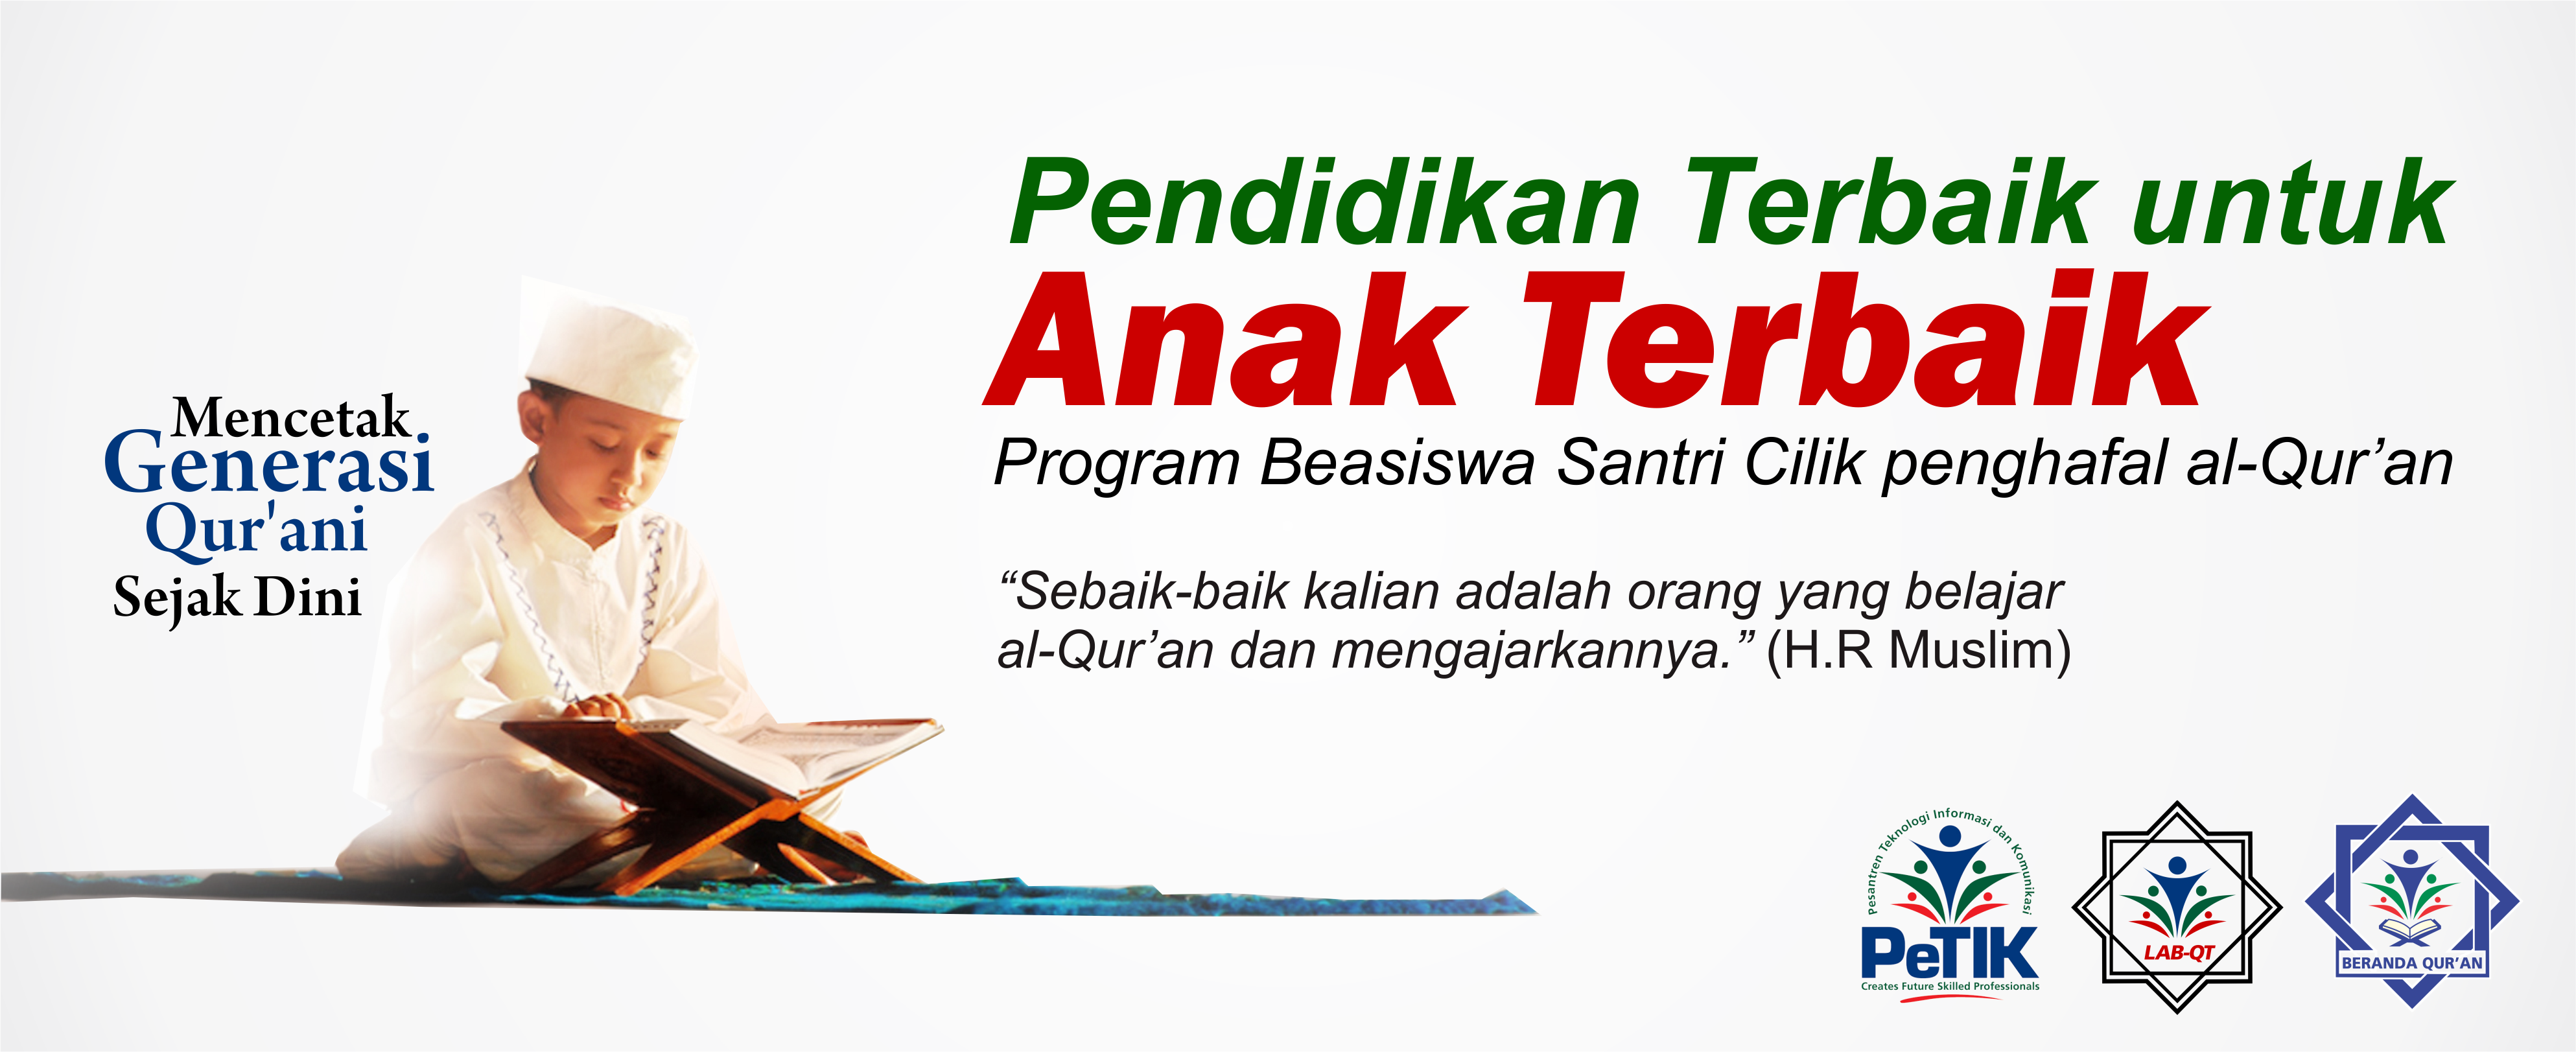 Mencetak
Generasi
Qur'ani
Sejak Dini
Pendidikan Terbaik untuk
Anak Terbaik
Program Beasiswa Santri Cilik penghafal al-Qur’an
“Sebaik-baik kalian adalah orang yang belajar
al-Qur’an dan mengajarkannya.” (H.R Muslim)
Pesantren Teknologi Informasi dan Komunikasi
PeTIK
Creates Future Skilled Professionals
LAB-QT
BERANDA QUR’AN